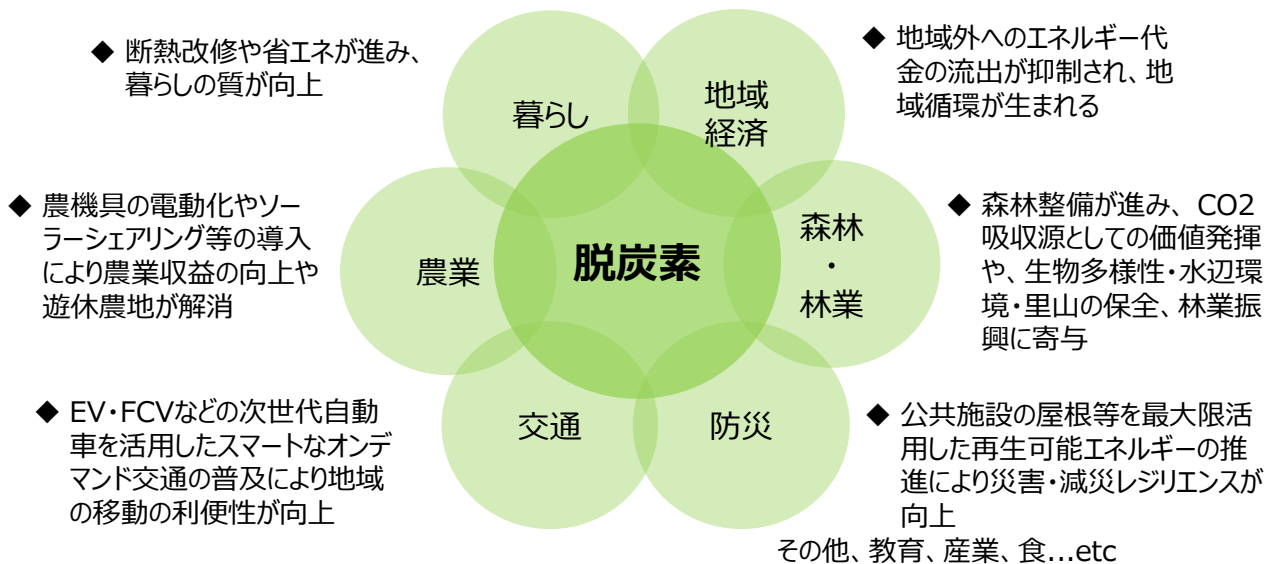 ◆ 断熱改修や省エネが進み、
暮らしの質が向上
◆ 地域外へのエネルギー代
金の流出が抑制され、地
域循環が生まれる
暮らし
地域
経済
◆ 農機具の電動化やソー
ラーシェアリング等の導入
により農業収益の向上や
遊休農地が解消
農業
脱炭素
森林
・
林業
◆ 森林整備が進み、CO2
吸収源としての価値発揮
や、生物多様性・水辺環
境・里山の保全、林業振
興に寄与
◆ EV・FCVなどの次世代自動
車を活用したスマートなオンデ
マンド交通の普及により地域
の移動の利便性が向上
交通
防災
◆ 公共施設の屋根等を最大限活
用した再生可能エネルギーの推
進により災害・減災レジリエンスが
向上
その他、教育、産業、食…etc